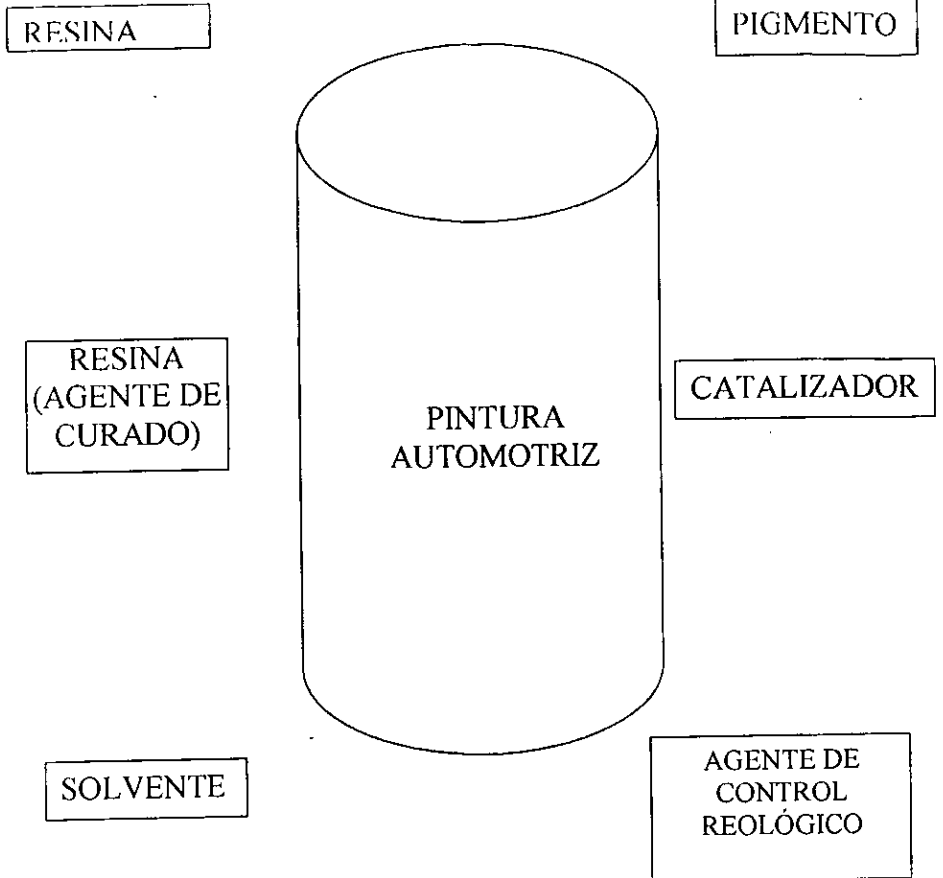 RESINA
PIGMENTO
RESINA
(AGENTE DE
CURADO)
PINTURA
AUTOMOTRIZ
CATALIZADOR
SOLVENTE
AGENTE DE
CONTROL
REOLÓGICO